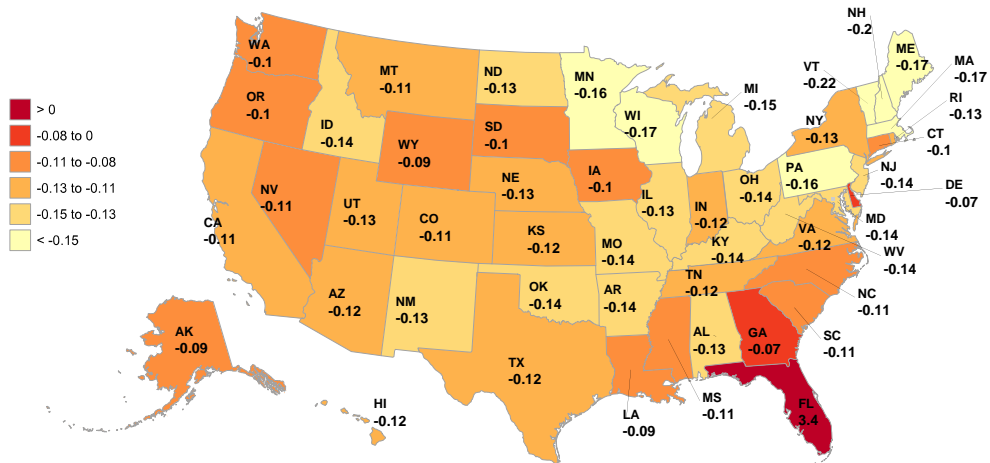 > 0
-0.08 to 0
-0.11 to -0.08
-0.13 to -0.11
-0.15 to -0.13
< -0.15
WA
-0.1
OR
-0.1
CA
-0.11
NV
-0.11
ID
-0.14
MT
-0.11
WY
-0.09
UT
-0.13
CO
-0.11
AZ
-0.12
NM
-0.13
ND
-0.13
SD
-0.1
NE
-0.13
KS
-0.12
OK
-0.14
TX
-0.12
MN
-0.16
IA
-0.1
MO
-0.14
AR
-0.14
LA
-0.09
WI
-0.17
IL
-0.13
MI
-0.15
IN
-0.12
OH
-0.14
KY
-0.14
TN
-0.12
MS
-0.11
AL
-0.13
GA
-0.07
FL
3.4
SC
-0.11
NC
-0.11
VA
-0.12
WV
-0.14
MD
-0.14
DE
-0.07
NJ
-0.14
PA
-0.16
NY
-0.13
CT
-0.1
RI
-0.13
MA
-0.17
VT
-0.22
NH
-0.2
ME
-0.17
AK
-0.09
HI
-0.12